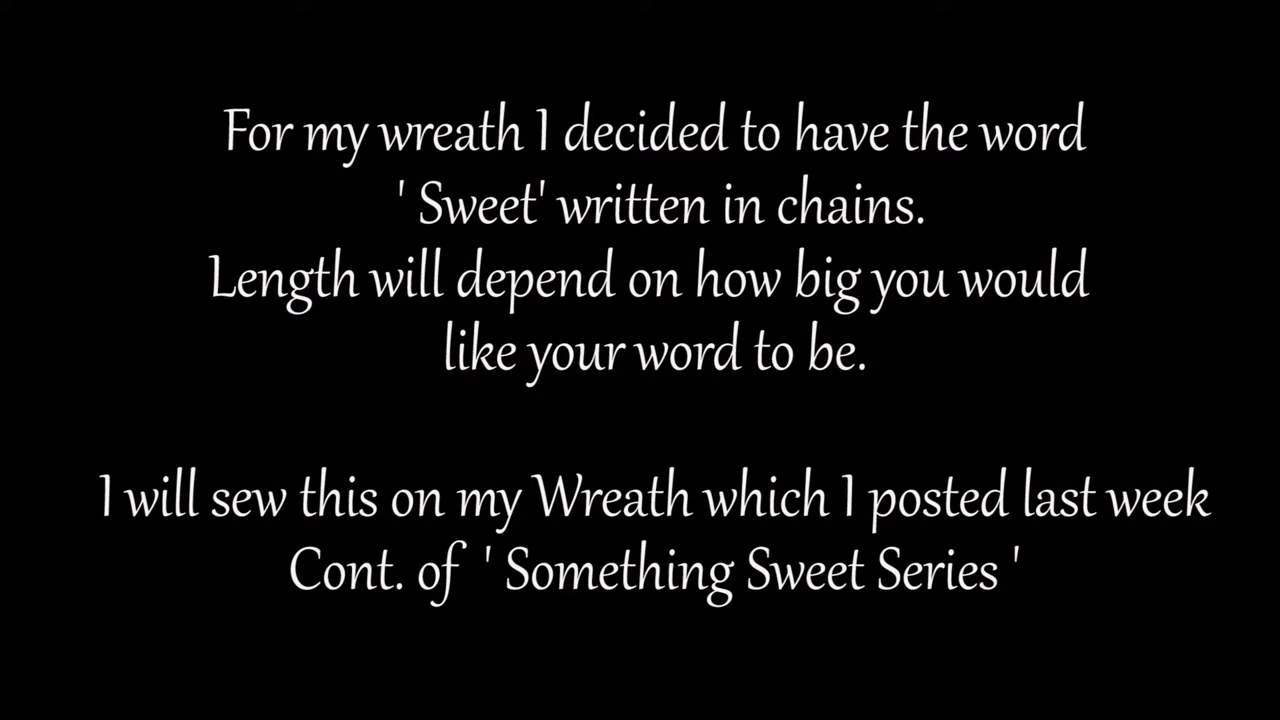 For my wreath I decided to have the word
' Sweet' written in chains.
Length will depend on how big you would
like your word to be.
I will sew this on my Wreath which I posted last week
Cont. of ' Something Sweet Series '